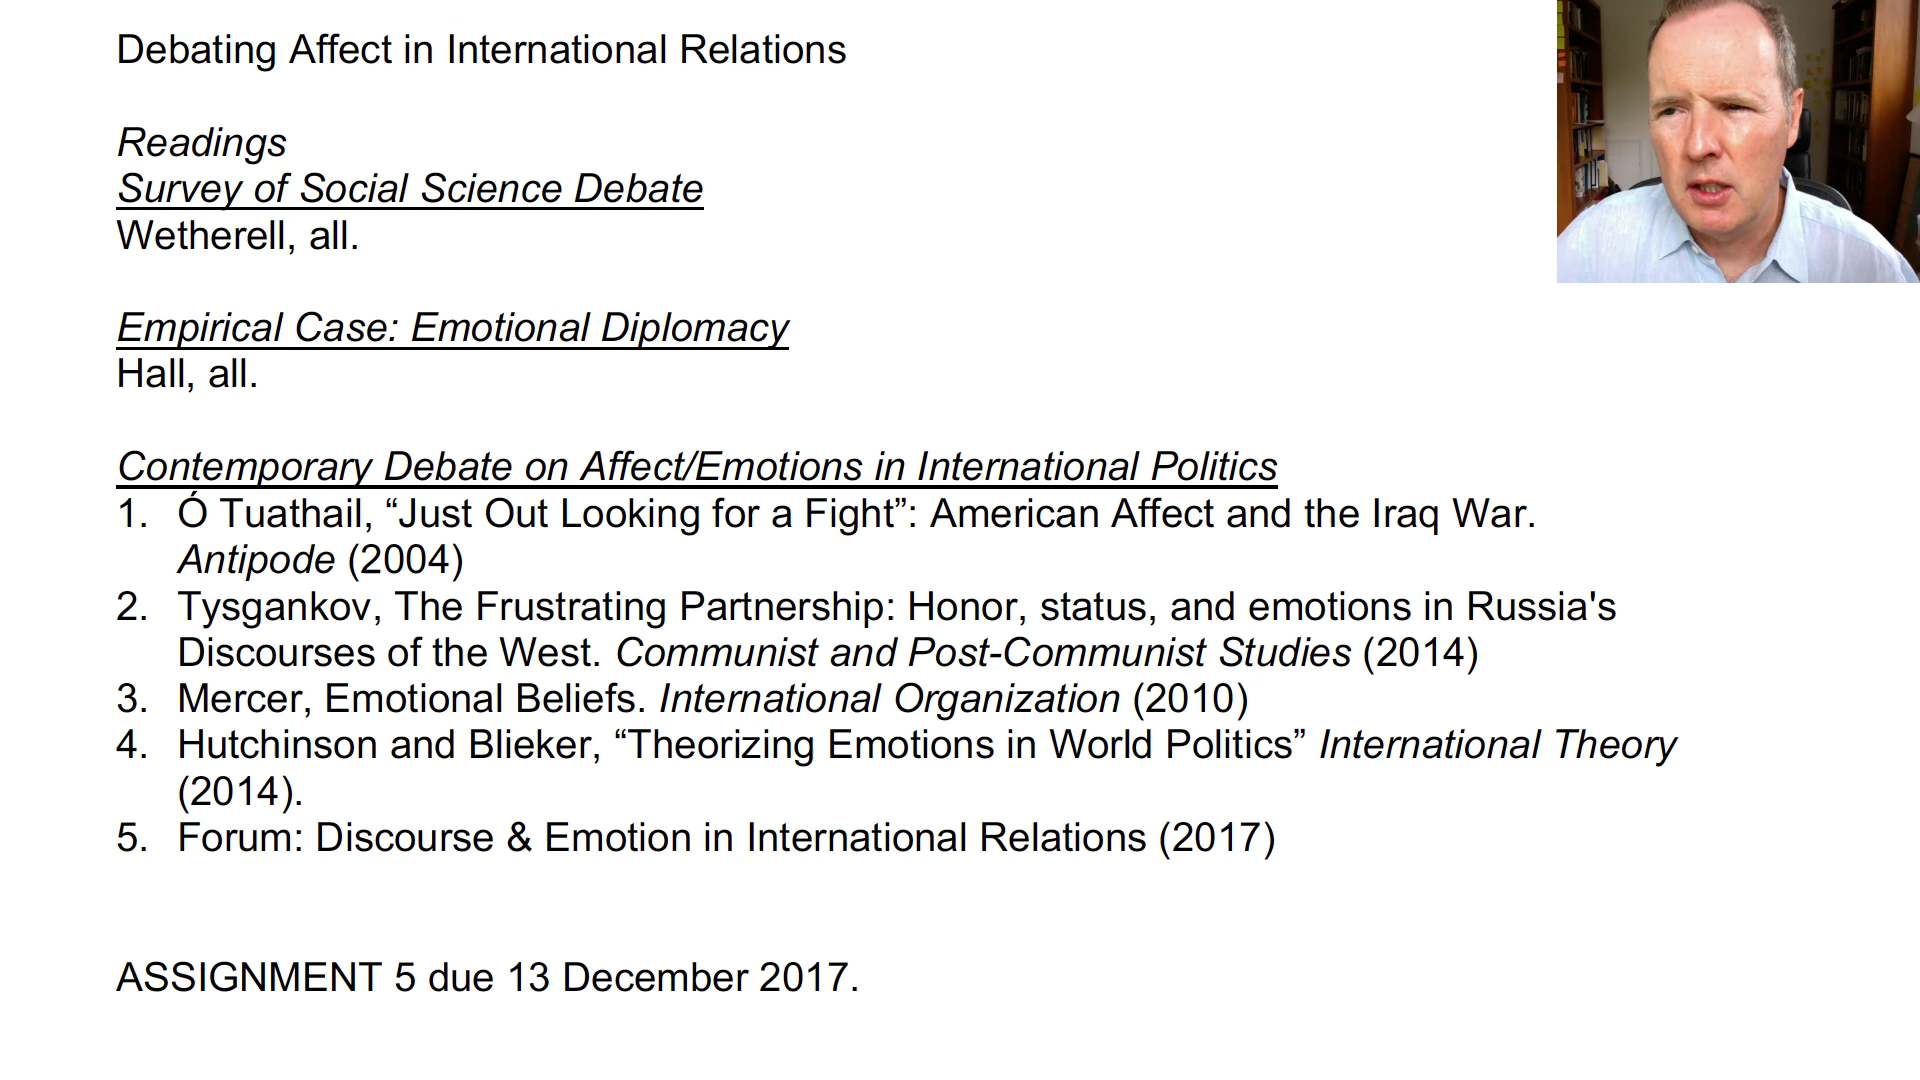 Debating Affect in International Relations
Readings
Survey of Social Science Debate
Wetherell, all.
Empirical Case: Emotional Diplomacy
Hall, all.
Contemporary Debate on Affect/Emotions in International Politics
1. Ó Tuathail, “Just Out Looking for a Fight”: American Affect and the Iraq War.
Antipode (2004)
2. Tysgankov, The Frustrating Partnership: Honor, status, and emotions in Russia's
Discourses of the West. Communist and Post-Communist Studies (2014)
3. Mercer, Emotional Beliefs. International Organization (2010)
4. Hutchinson and Blieker, “Theorizing Emotions in World Politics” International Theory
(2014).
5. Forum: Discourse & Emotion in International Relations (2017)
ASSIGNMENT 5 due 13 December 2017.